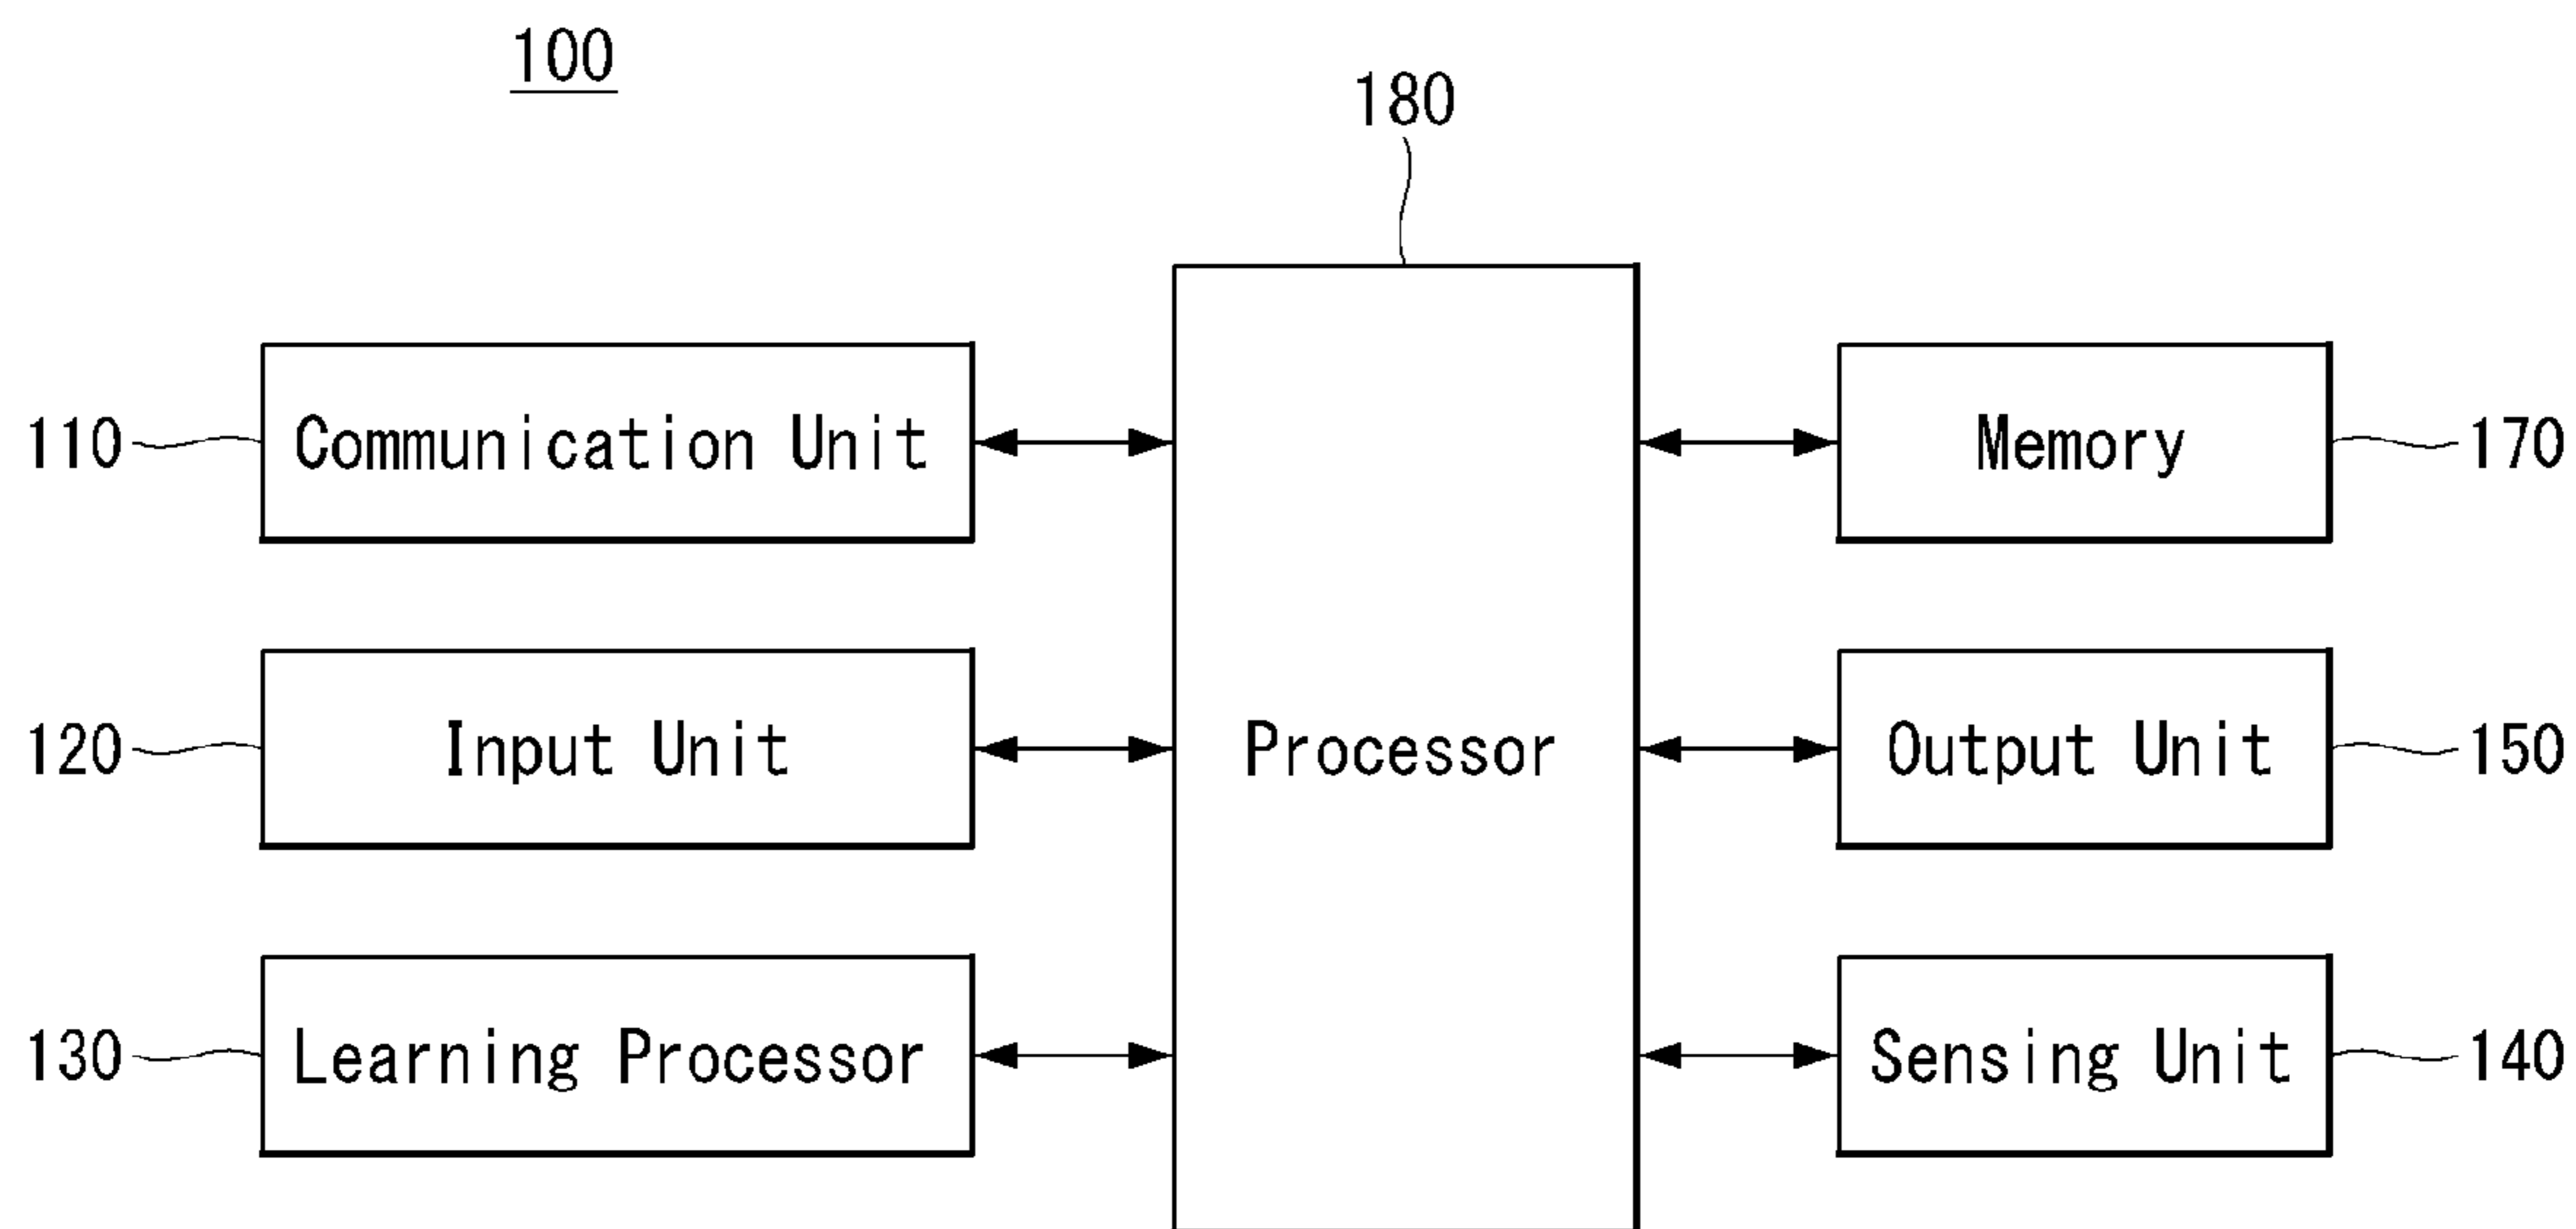 100
180
110 Communication Unit Memory 170
120 Input Unit Processor Output Unit 150
130 Learning Processor Sensing Unit 140